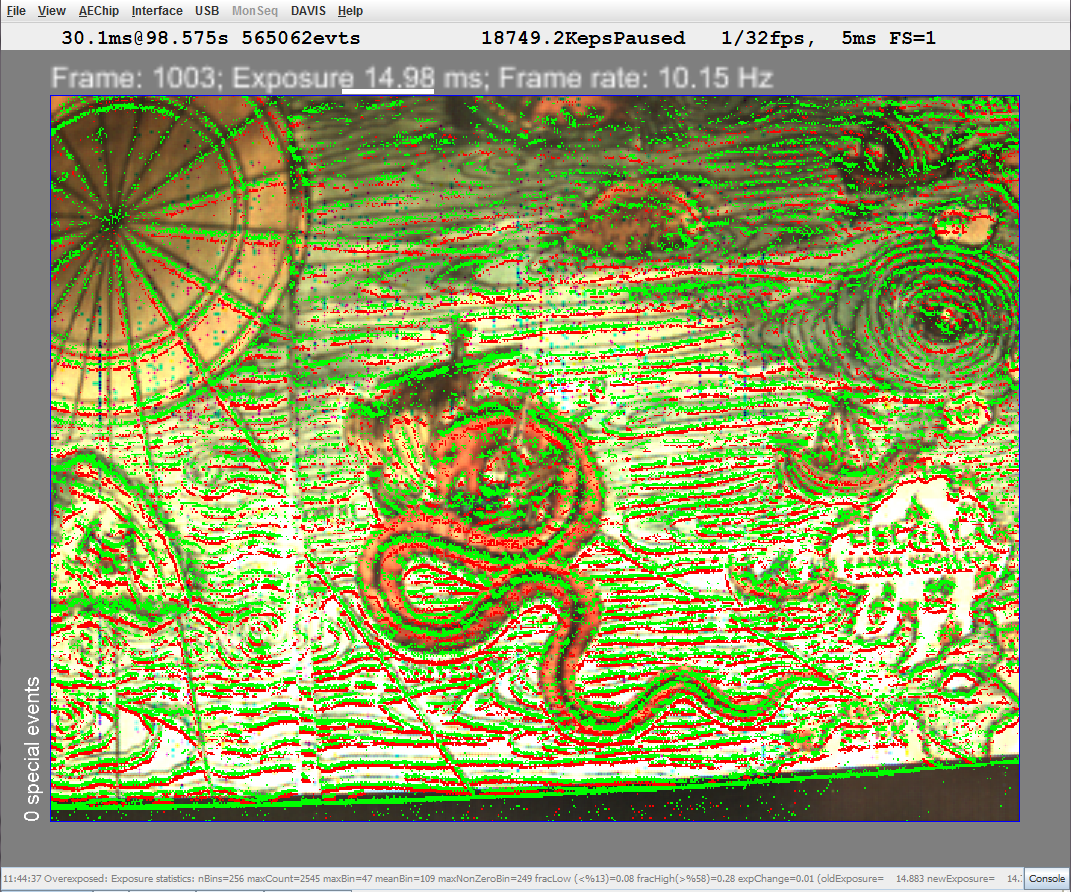 File View AEChip Interface USB MonSeq DAVIS Help
30.1ms@98.575s 565062evts 18749.2KepsPaused 1/32fps, 5ms FS=1
Frame: 1003; Exposure 14.98 ms; Frame rate: 10.15 Hz
0 special events
11:44:37 Overexposed: Exposure statistics: nBins=256 maxCount=2545 maxBin=47 meanBin=109 maxNonZeroBin=249 fracLow (<%13)=0.08 fracHigh(>%58)=0.28 expChange=0.01 (oldExposure= 14.883 newExposure=
Console